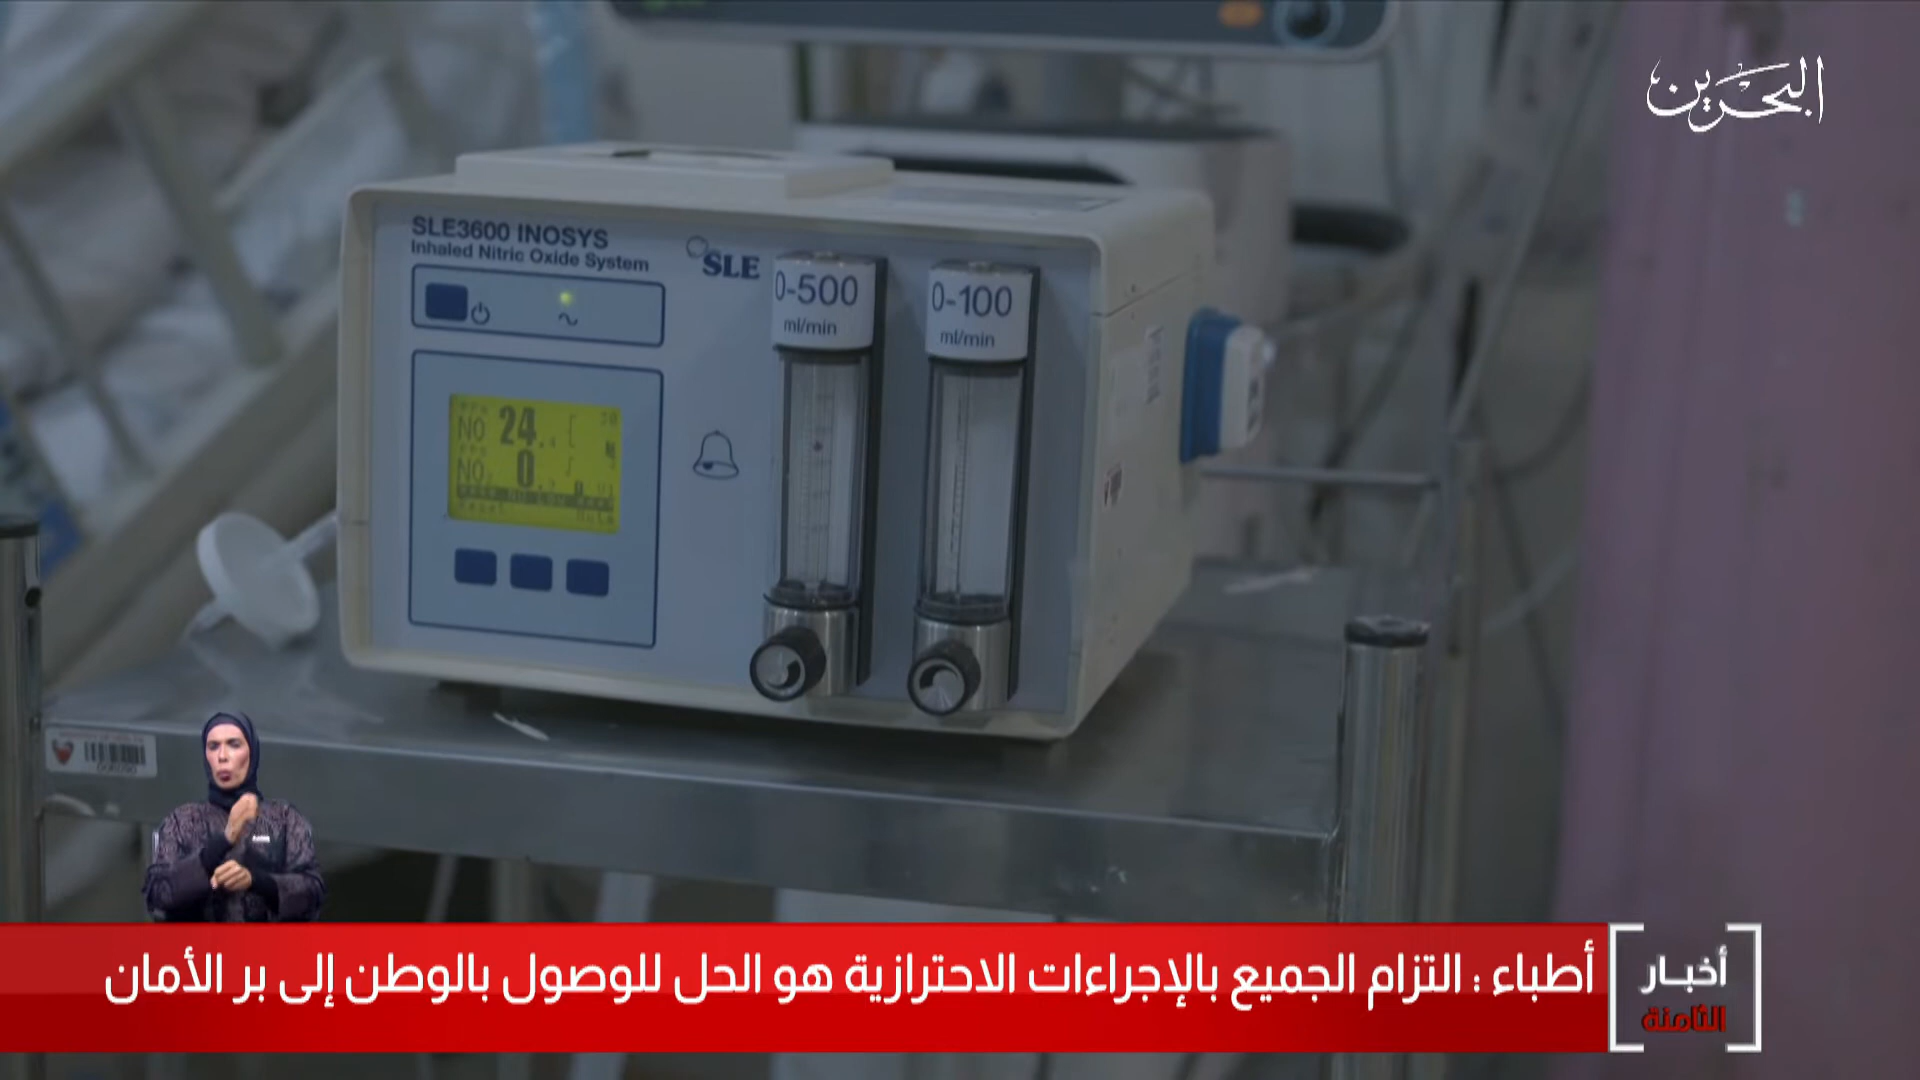 البحرين
SLE3600 INOSYS
Inhaled Nitric Oxide System
SLE
0-500
ml/min
0-100
ml/min
NO 24.4
NO₂ 0.
أطباء : التزام الجميع بالإجراءات الاحترازية هو الحل للوصول بالوطن إلى بر الأمان
أخبار
الثامنة